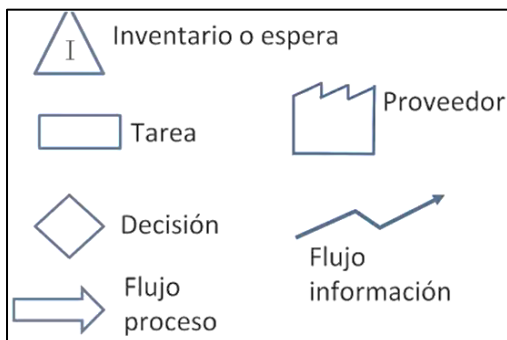 I
Inventario o espera
Proveedor
Tarea
Decisión
Flujo
información
Flujo
proceso